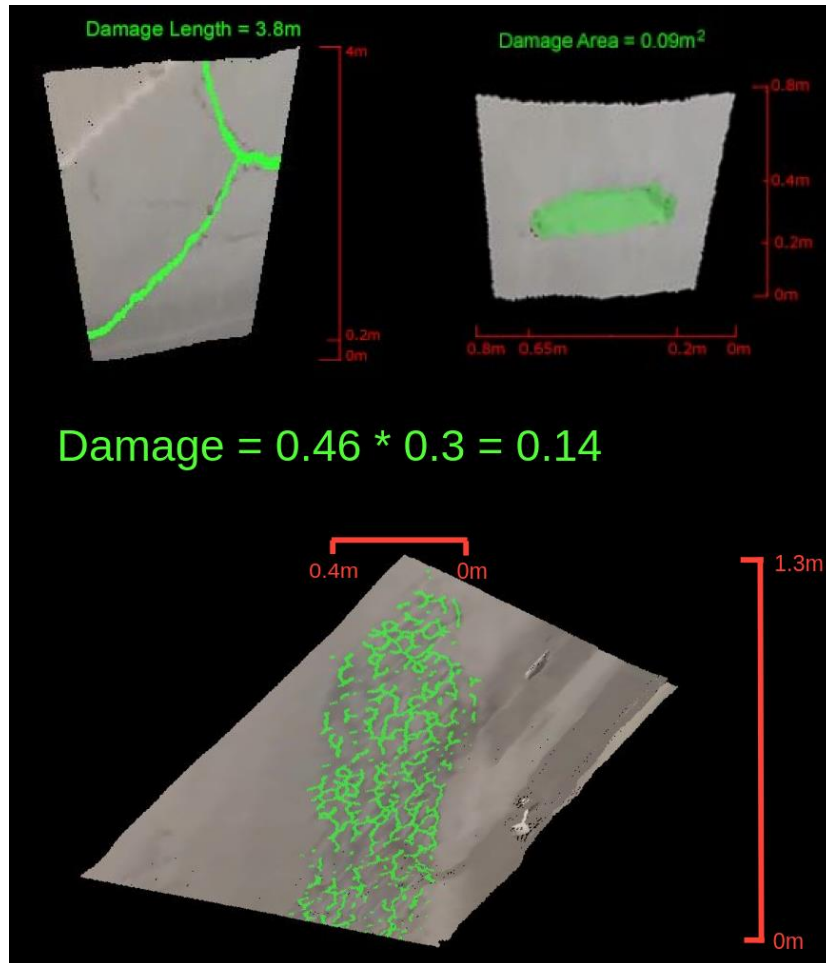 Damage Length = 3.8m
4m
0.2m
0m
Damage Area = 0.09m²
0.8m
0.4m
0.2m
0m
0.8m 0.65m 0.2m 0m
Damage = 0.46 * 0.3 = 0.14
0.4m 0m
1.3m
0m